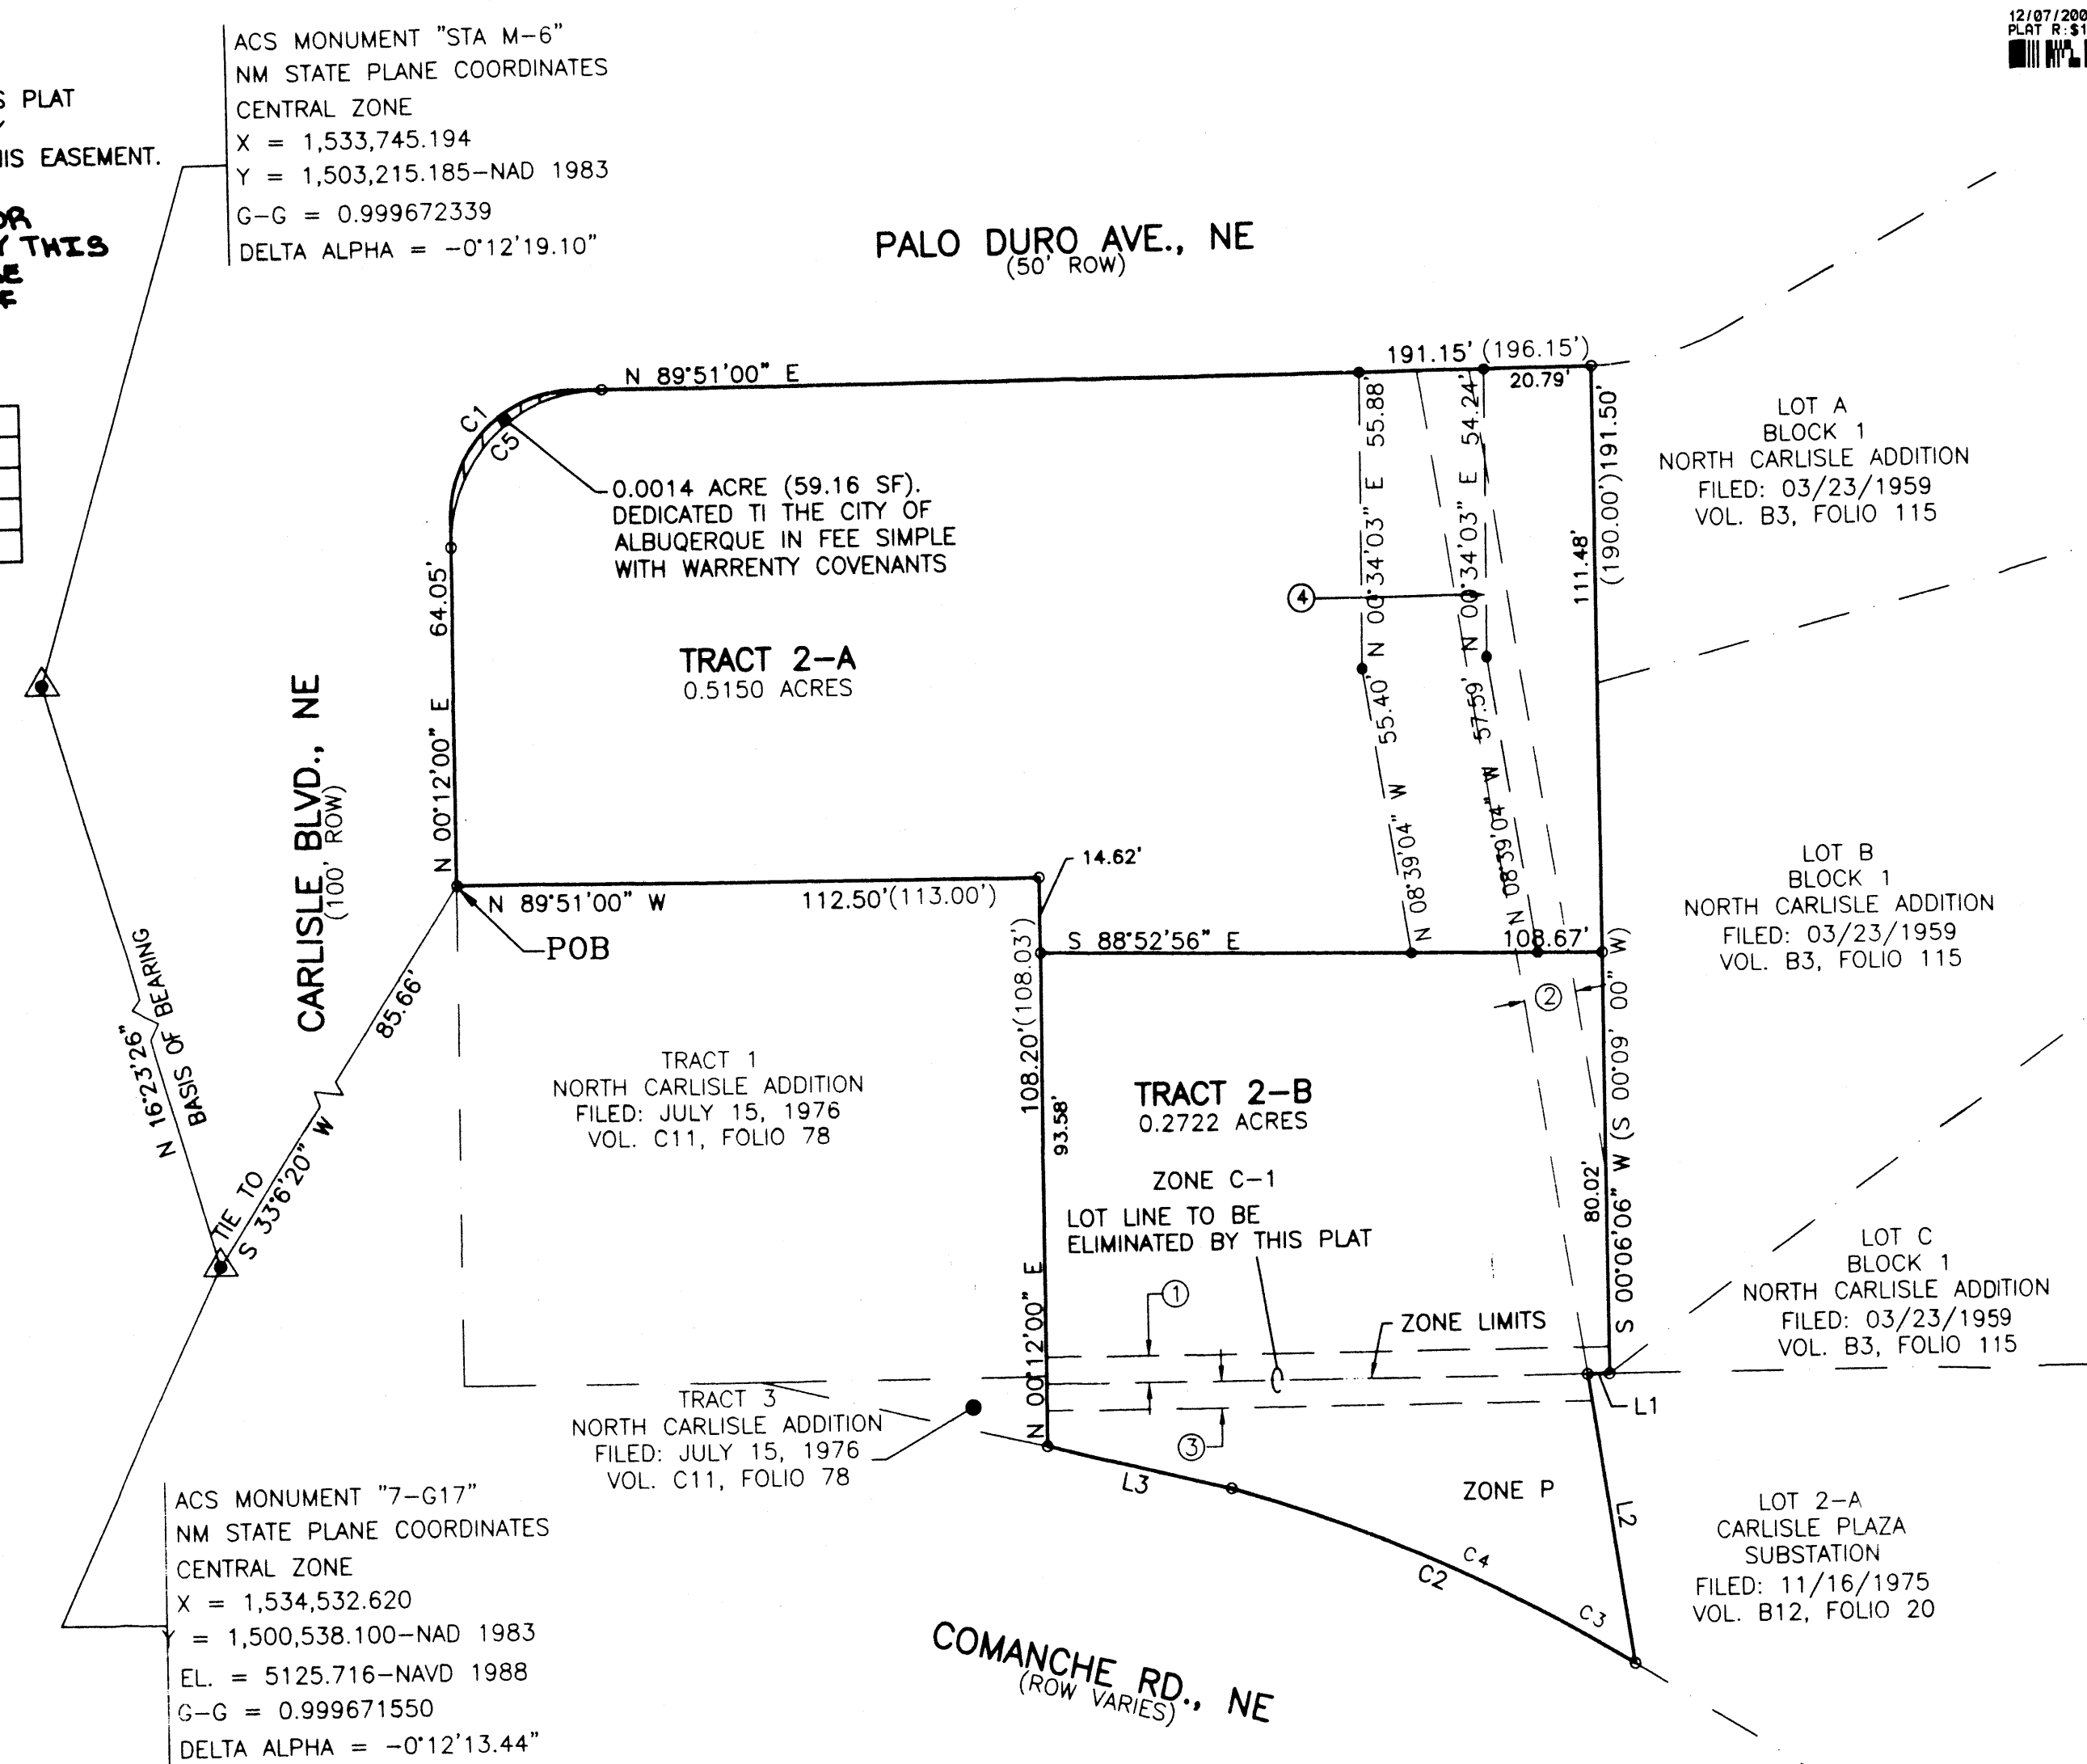 12/07/200
PLAT R:$1
ACS MONUMENT "STA M-6"
NM STATE PLANE COORDINATES
CENTRAL ZONE
X = 1,533,745.194
Y = 1,503,215.185-NAD 1983
G-G = 0.999672339
DELTA ALPHA = -0°12'19.10"
PLAT
HIS EASEMENT.
OR
THIS
PALO DURO AVE., NE
(50' ROW)
N 89°51'00" E
191.15' (196.15')
20.79'
C1
C5
0.0014 ACRE (59.16 SF).
DEDICATED TI THE CITY OF
ALBUQERQUE IN FEE SIMPLE
WITH WARRENTY COVENANTS
N 00°34'03" E 55.88'
N 00°34'03" E 54.24'
(190.00')191.50'
111.48'
LOT A
BLOCK 1
NORTH CARLISLE ADDITION
FILED: 03/23/1959
VOL. B3, FOLIO 115
4
TRACT 2-A
0.5150 ACRES
N 00°12'00" E 64.05'
CARLISLE BLVD., NE
(100' ROW)
N 08°39'04" W 55.40'
N 08°39'04" W 57.59'
14.62'
N 89°51'00" W 112.50'(113.00')
POB
S 88°52'56" E 108.67'
LOT B
BLOCK 1
NORTH CARLISLE ADDITION
FILED: 03/23/1959
VOL. B3, FOLIO 115
N 16°23'26"
BASIS OF BEARING
TIE TO
S 33°6'20" W 85.66'
2
TRACT 1
NORTH CARLISLE ADDITION
FILED: JULY 15, 1976
VOL. C11, FOLIO 78
N 00°12'00" E 108.20'(108.03')
93.58'
TRACT 2-B
0.2722 ACRES
ZONE C-1
LOT LINE TO BE
ELIMINATED BY THIS PLAT
80.02'
S 00°06'06" W (S 00°09'00" W)
1
ZONE LIMITS
LOT C
BLOCK 1
NORTH CARLISLE ADDITION
FILED: 03/23/1959
VOL. B3, FOLIO 115
TRACT 3
NORTH CARLISLE ADDITION
FILED: JULY 15, 1976
VOL. C11, FOLIO 78
3
L1
L3
ZONE P
L2
C4
C2
C3
LOT 2-A
CARLISLE PLAZA
SUBSTATION
FILED: 11/16/1975
VOL. B12, FOLIO 20
ACS MONUMENT "7-G17"
NM STATE PLANE COORDINATES
CENTRAL ZONE
X = 1,534,532.620
Y = 1,500,538.100-NAD 1983
EL. = 5125.716-NAVD 1988
G-G = 0.999671550
DELTA ALPHA = -0°12'13.44"
COMANCHE RD., NE
(ROW VARIES)